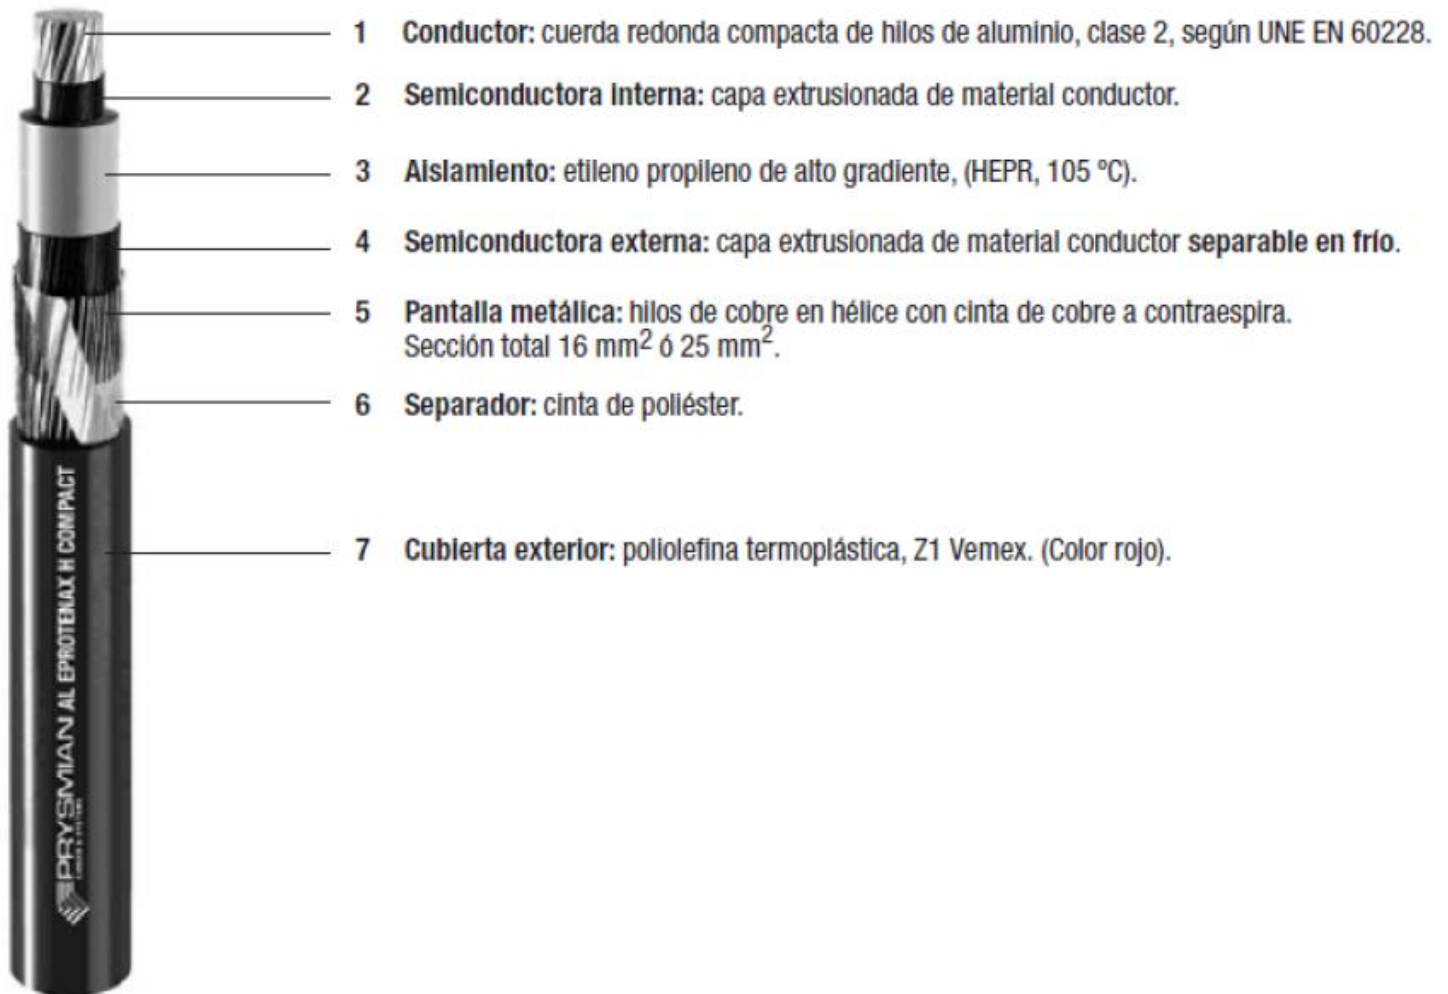 1 Conductor: cuerda redonda compacta de hilos de aluminio, clase 2, según UNE EN 60228.
2 Semiconductora interna: capa extrusionada de material conductor.
3 Aislamiento: etileno propileno de alto gradiente, (HEPR, 105 ºC).
4 Semiconductora externa: capa extrusionada de material conductor separable en frío.
5 Pantalla metálica: hilos de cobre en hélice con cinta de cobre a contraespira.
Sección total 16 mm² ó 25 mm².
6 Separador: cinta de poliéster.
7 Cubierta exterior: poliolefina termoplástica, Z1 Vemex. (Color rojo).
PRYSMIAN AL EPROTENAX H COMPACT
CABLES & SYSTEMS